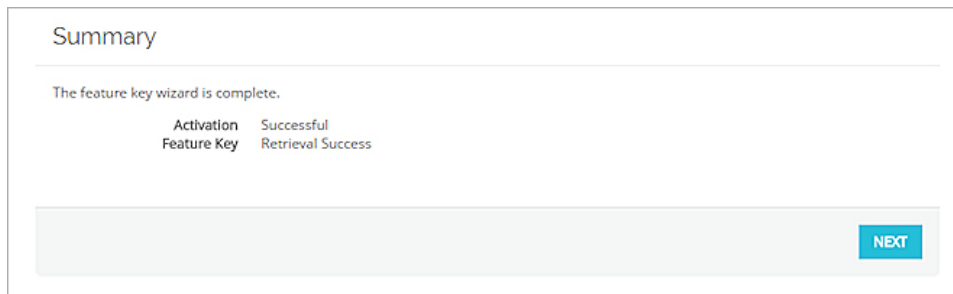 Summary
The feature key wizard is complete.
Activation Successful
Feature Key Retrieval Success
NEXT